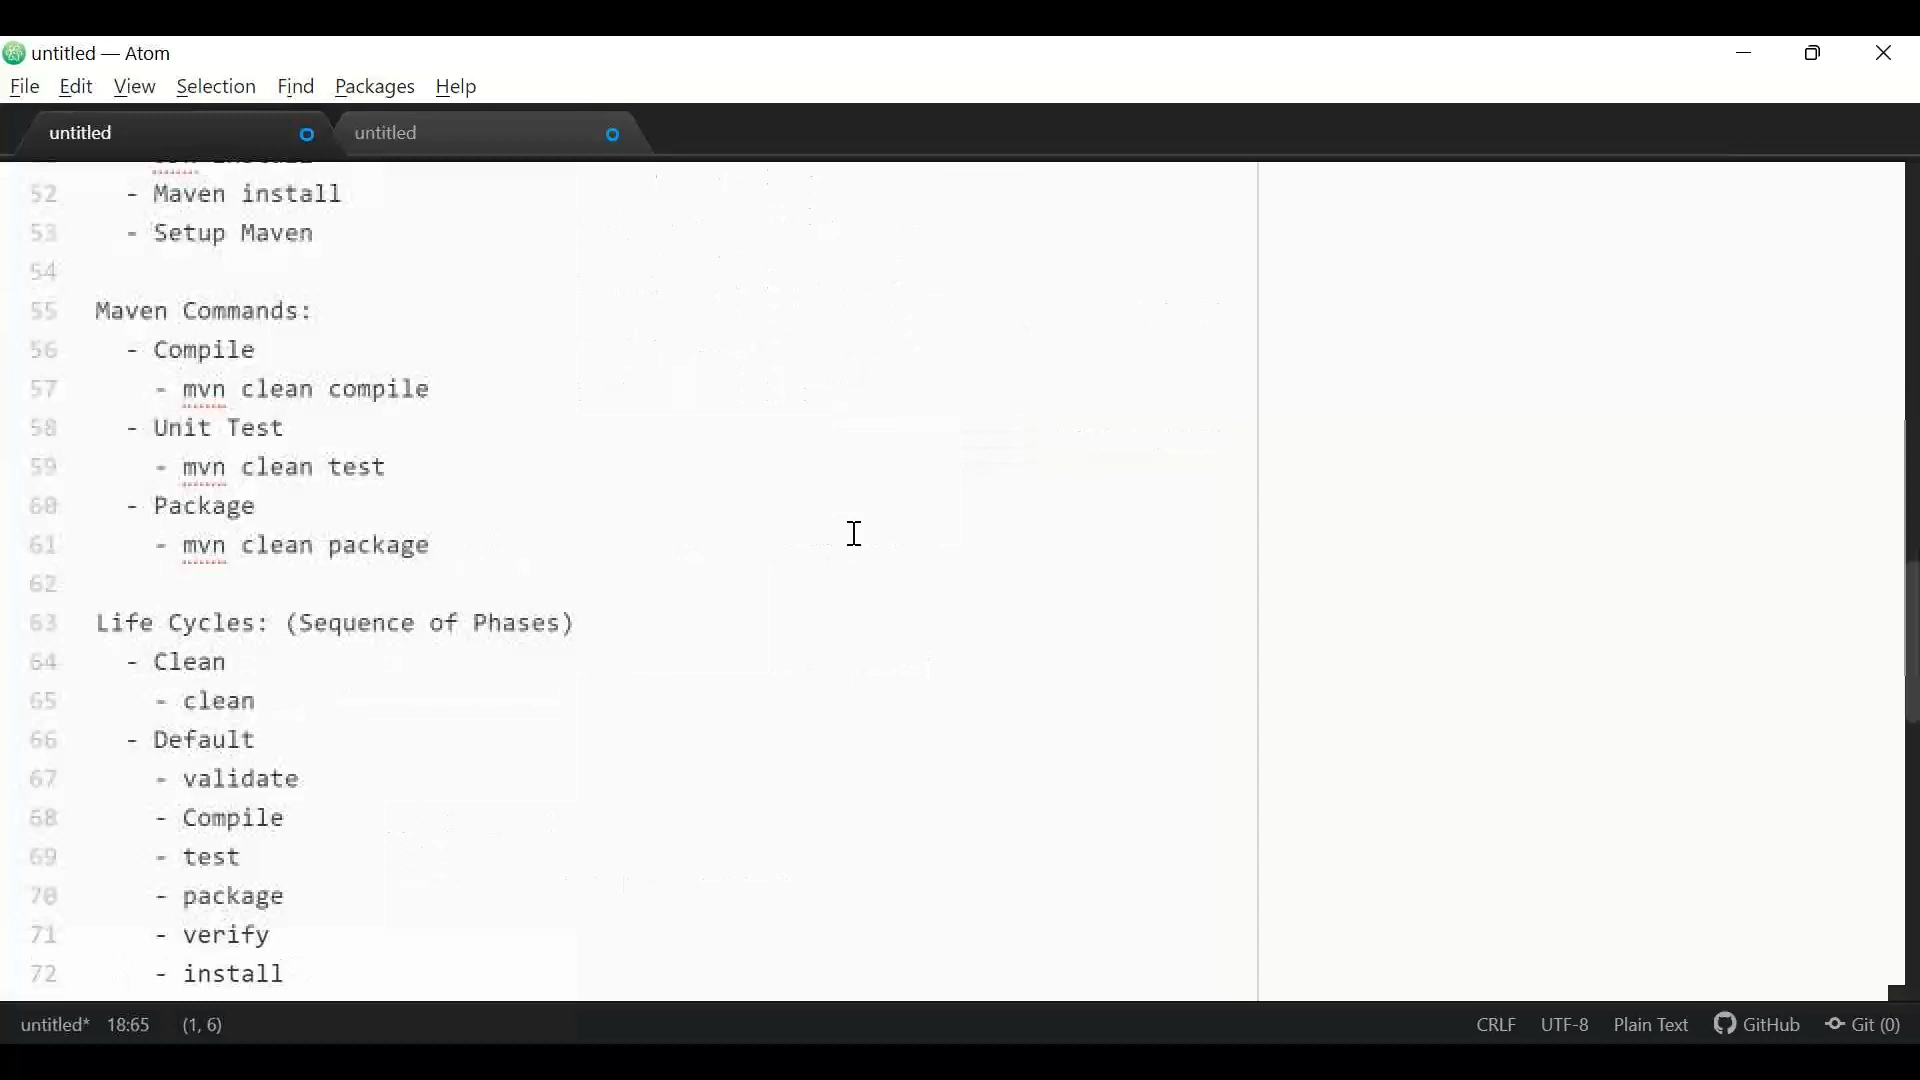 untitled — Atom
File Edit View Selection Find Packages Help
untitled untitled
52 - Maven install
53 - Setup Maven
54
55 Maven Commands:
56 - Compile
57 - mvn clean compile
58 - Unit Test
59 - mvn clean test
60 - Package
61 - mvn clean package
62
63 Life Cycles: (Sequence of Phases)
64 - Clean
65 - clean
66 - Default
67 - validate
68 - Compile
69 - test
70 - package
71 - verify
72 - install
untitled* 18:65 (1, 6) CRLF UTF-8 Plain Text GitHub Git (0)